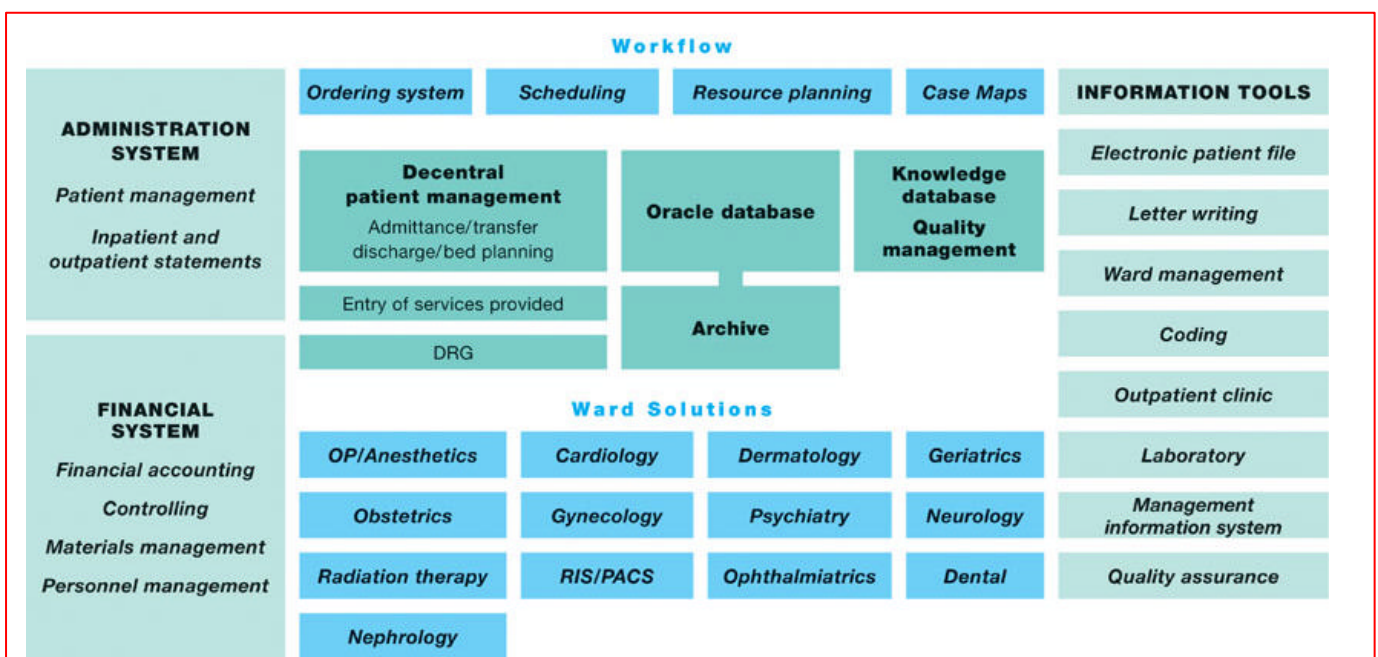 Workflow
ADMINISTRATION
SYSTEM
Patient management
Inpatient and
outpatient statements
FINANCIAL
SYSTEM
Financial accounting
Controlling
Materials management
Personnel management
Ordering system
Scheduling
Resource planning
Case Maps
Decentral
patient management
Admittance/transfer
discharge/bed planning
Entry of services provided
DRG
Oracle database
Archive
Knowledge
database
Quality
management
Ward Solutions
OP/Anesthetics
Cardiology
Dermatology
Geriatrics
Obstetrics
Gynecology
Psychiatry
Neurology
Radiation therapy
RIS/PACS
Ophthalmiatrics
Dental
Nephrology
INFORMATION TOOLS
Electronic patient file
Letter writing
Ward management
Coding
Outpatient clinic
Laboratory
Management
information system
Quality assurance